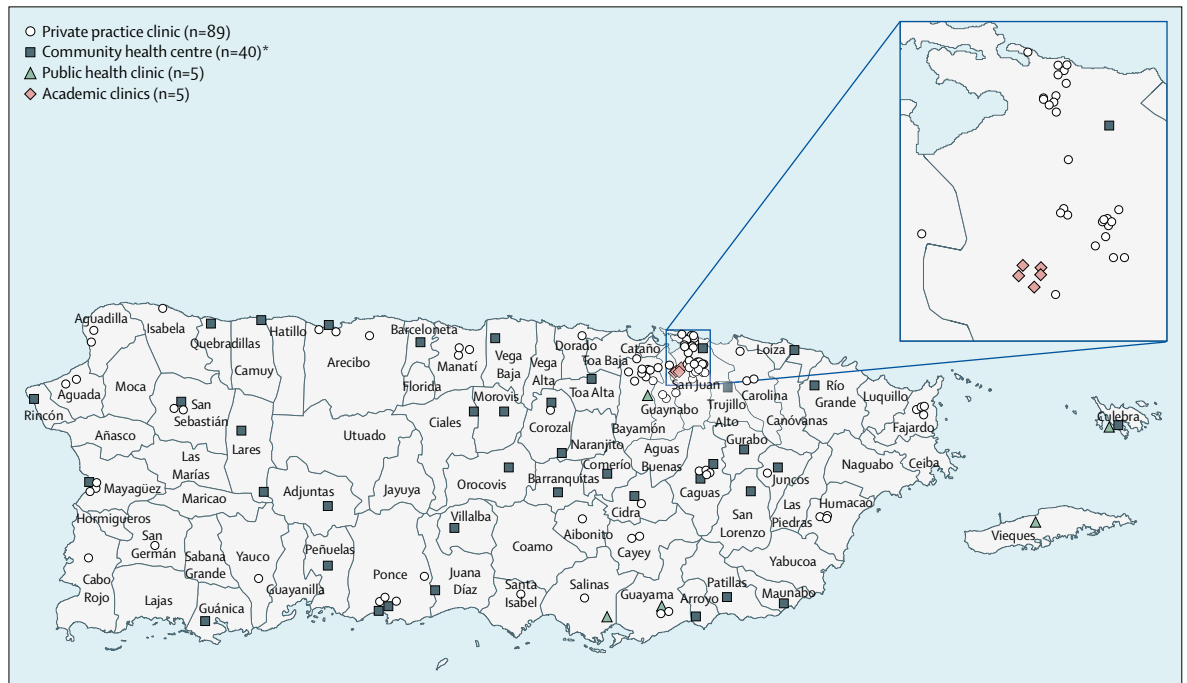 Private practice clinic (n=89)
Community health centre (n=40)*
Public health clinic (n=5)
Academic clinics (n=5)
Aguadilla
Isabela
Quebradillas
Camuy
Hatillo
Arecibo
Barceloneta
Manatí
Florida
Vega
Baja
Vega
Alta
Dorado
Toa Baja
Cataño
Toa Alta
San Juan
Loíza
Carolina
Trujillo
Alto
Canóvanas
Río
Grande
Luquillo
Fajardo
Culebra
Aguada
Moca
Rincón
San
Sebastián
Añasco
Lares
Utuado
Ciales
Morovis
Corozal
Naranjito
Bayamón
Guaynabo
Gurabo
Aguas
Buenas
Comerío
Barranquitas
Orocovis
Jayuya
Adjuntas
Las
Marías
Maricao
Mayagüez
Hormigueros
San
Germán
Sabana
Grande
Yauco
Guayanilla
Peñuelas
Ponce
Villalba
Juana
Díaz
Coamo
Aibonito
Cidra
Cayey
Caguas
San
Lorenzo
Juncos
Las
Piedras
Humacao
Naguabo
Ceiba
Vieques
Yabucoa
Maunabo
Patillas
Arroyo
Guayama
Salinas
Santa
Isabel
Guánica
Lajas
Cabo
Rojo